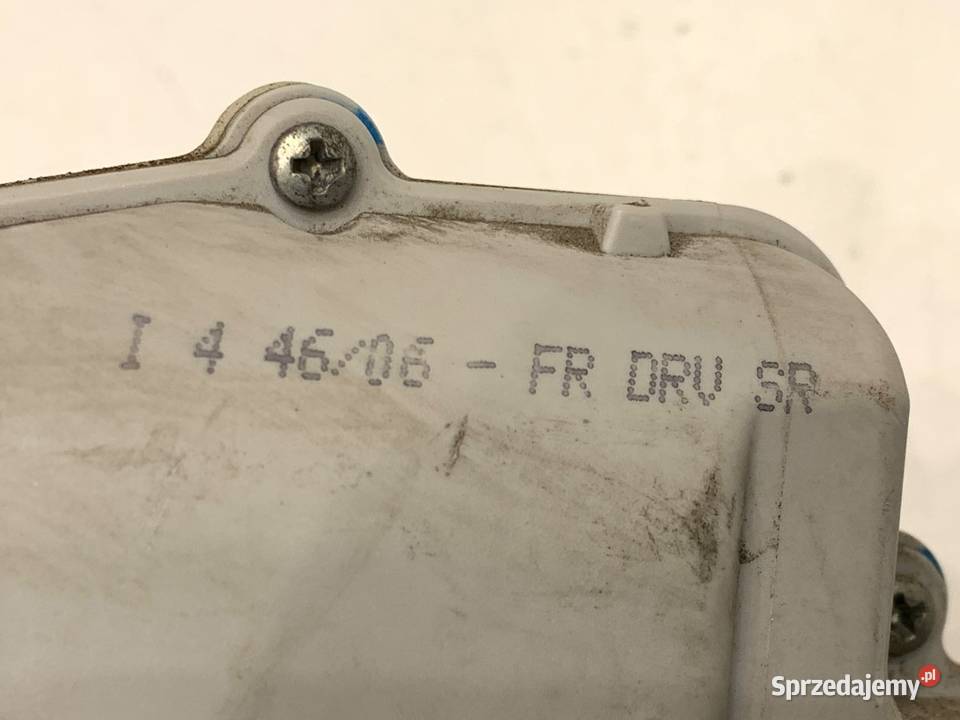 I 4 46/06 - FR DRV SR
Sprzedajemy.pl